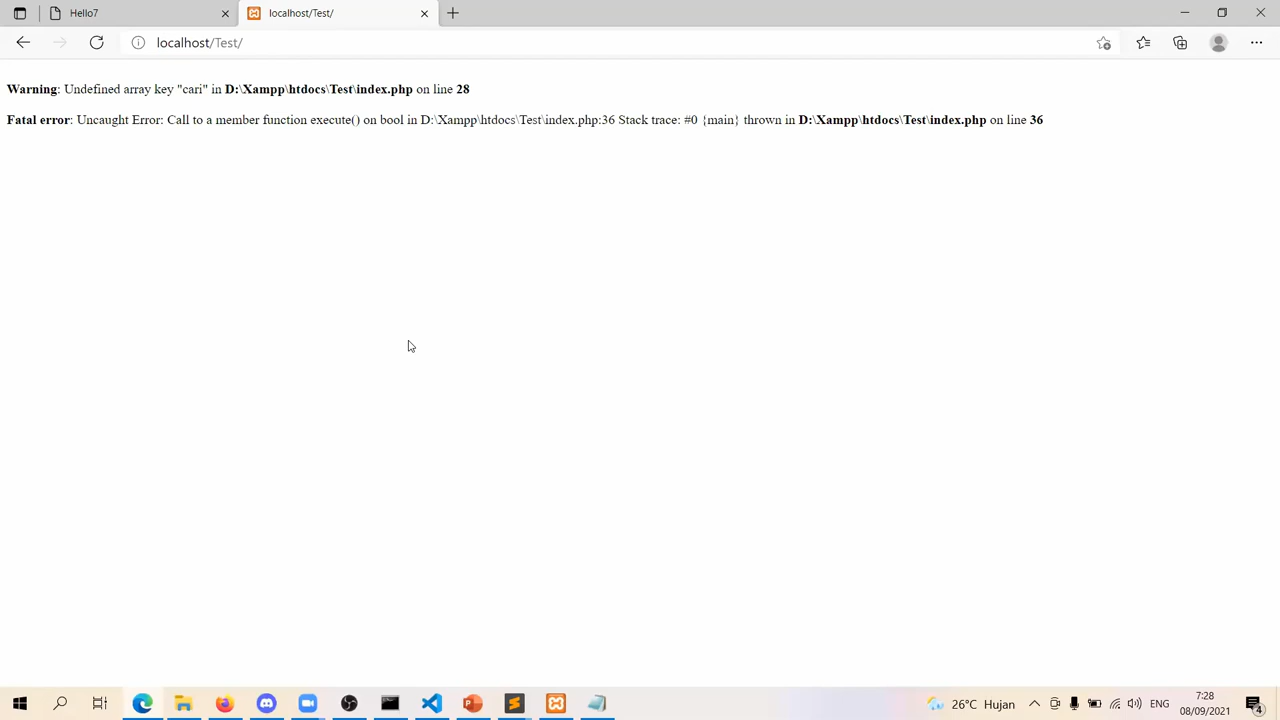 Hello7
localhost/Test/
localhost/Test/
Warning: Undefined array key "cari" in D:\Xampp\htdocs\Test\index.php on line 28
Fatal error: Uncaught Error: Call to a member function execute() on bool in D:\Xampp\htdocs\Test\index.php:36 Stack trace: #0 {main} thrown in D:\Xampp\htdocs\Test\index.php on line 36
26°C Hujan
ENG
7:28
08/09/2021
4